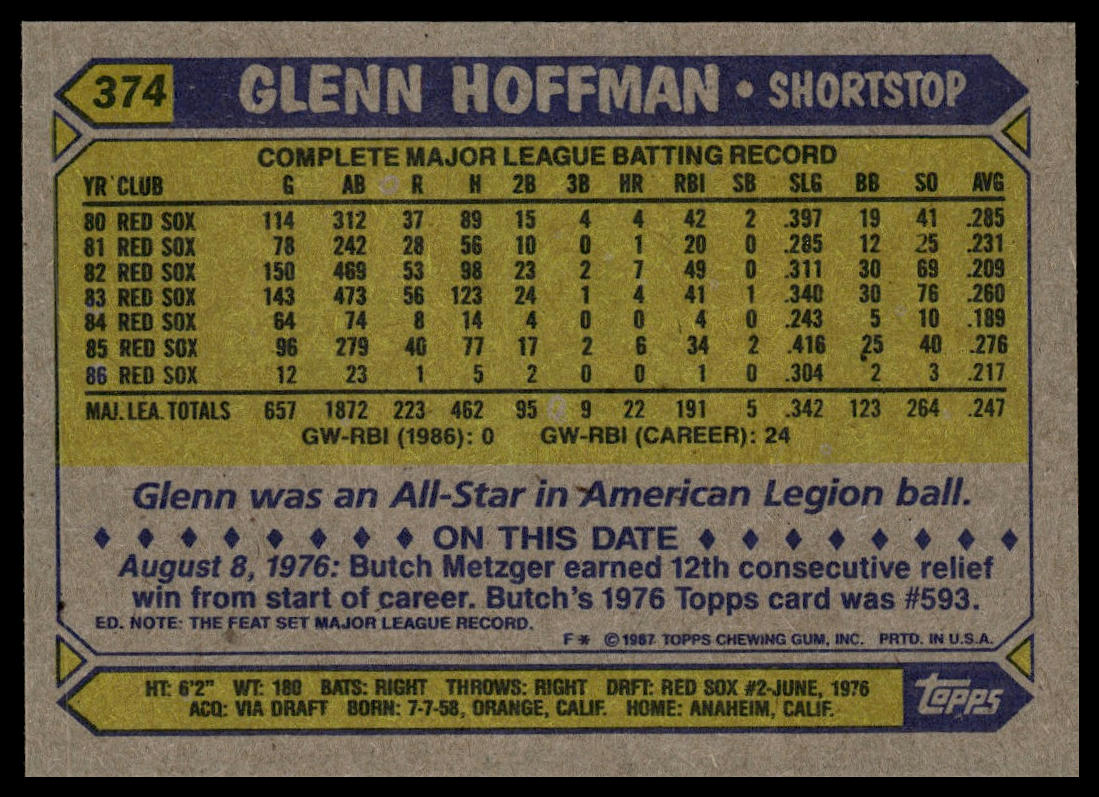 374 GLENN HOFFMAN • SHORTSTOP
COMPLETE MAJOR LEAGUE BATTING RECORD
YR CLUB G AB R H 2B 3B HR RBI SB SLG BB SO AVG
80 RED SOX 114 312 37 89 15 4 4 42 2 .397 19 41 .285
81 RED SOX 78 242 28 56 10 0 1 20 0 .285 12 25 .231
82 RED SOX 150 469 53 98 23 2 7 49 0 .311 30 69 .209
83 RED SOX 143 473 56 123 24 1 4 41 1 .340 30 76 .260
84 RED SOX 64 74 8 14 4 0 0 4 0 .243 5 10 .189
85 RED SOX 96 279 40 77 17 2 6 34 2 .416 25 40 .276
86 RED SOX 12 23 1 5 2 0 0 1 0 .304 2 3 .217
MAJ. LEA. TOTALS 657 1872 223 462 95 9 22 191 5 .342 123 264 .247
GW-RBI (1986): 0 GW-RBI (CAREER): 24
Glenn was an All-Star in American Legion ball.
♦ ♦ ♦ ♦ ♦ ♦ ♦ ♦ ON THIS DATE ♦ ♦ ♦ ♦ ♦ ♦ ♦ ♦
August 8, 1976: Butch Metzger earned 12th consecutive relief
win from start of career. Butch's 1976 Topps card was #593.
ED. NOTE: THE FEAT SET MAJOR LEAGUE RECORD.
F* © 1987 TOPPS CHEWING GUM, INC. PRTD. IN U.S.A.
HT: 6'2" WT: 180 BATS: RIGHT THROWS: RIGHT DRFT: RED SOX #2-JUNE, 1976
ACQ: VIA DRAFT BORN: 7-7-58, ORANGE, CALIF. HOME: ANAHEIM, CALIF.
topps